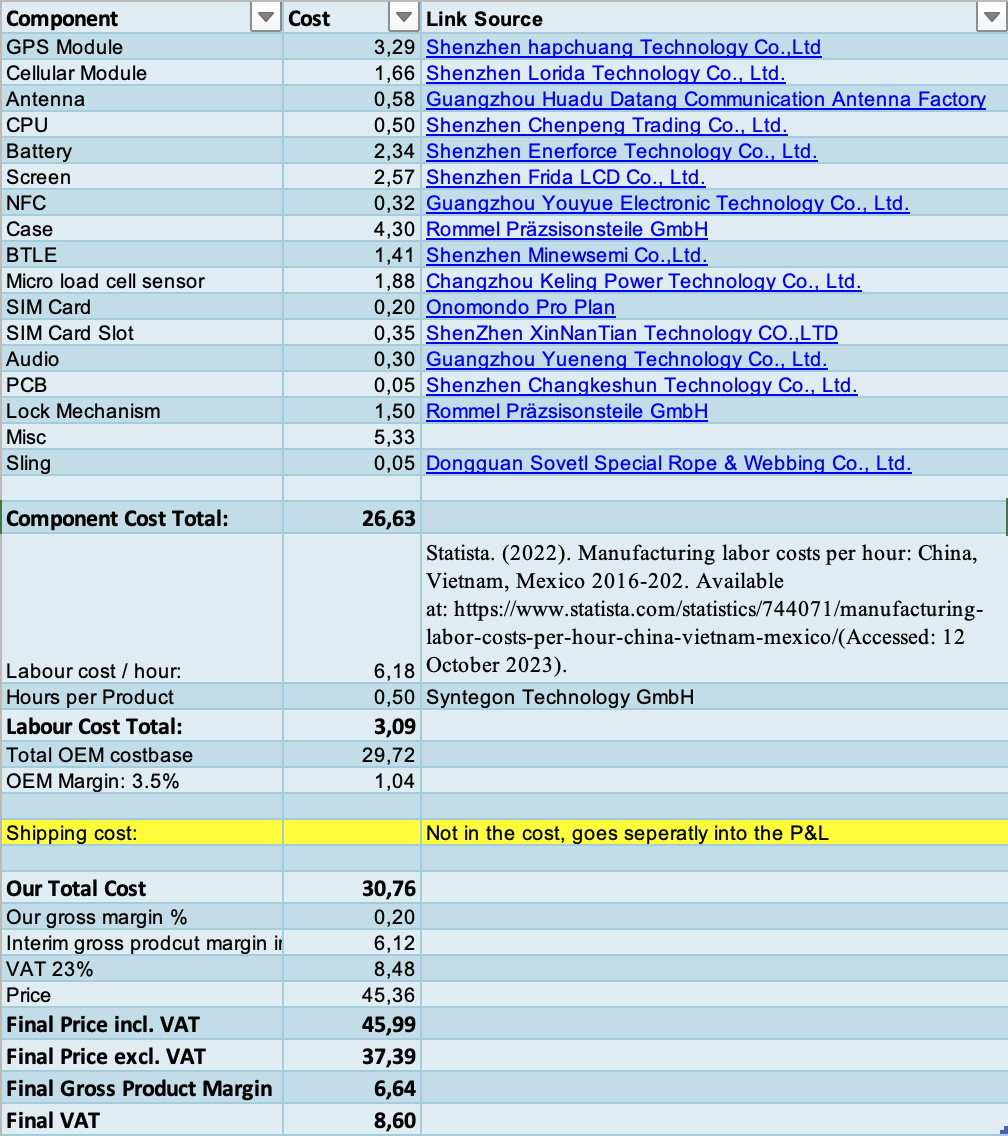 Component Cost Link Source
GPS Module 3,29 Shenzhen hapchuang Technology Co.,Ltd
Cellular Module 1,66 Shenzhen Lorida Technology Co., Ltd.
Antenna 0,58 Guangzhou Huadu Datang Communication Antenna Factory
CPU 0,50 Shenzhen Chenpeng Trading Co., Ltd.
Battery 2,34 Shenzhen Enerforce Technology Co., Ltd.
Screen 2,57 Shenzhen Frida LCD Co., Ltd.
NFC 0,32 Guangzhou Youyue Electronic Technology Co., Ltd.
Case 4,30 Rommel Präzsisonsteile GmbH
BTLE 1,41 Shenzhen Minewsemi Co.,Ltd.
Micro load cell sensor 1,88 Changzhou Keling Power Technology Co., Ltd.
SIM Card 0,20 Onomondo Pro Plan
SIM Card Slot 0,35 ShenZhen XinNanTian Technology CO.,LTD
Audio 0,30 Guangzhou Yueneng Technology Co., Ltd.
PCB 0,05 Shenzhen Changkeshun Technology Co., Ltd.
Lock Mechanism 1,50 Rommel Präzsisonsteile GmbH
Misc 5,33
Sling 0,05 Dongguan Sovetl Special Rope & Webbing Co., Ltd.
Component Cost Total: 26,63
Statista. (2022). Manufacturing labor costs per hour: China,
Vietnam, Mexico 2016-202. Available
at: https://www.statista.com/statistics/744071/manufacturing-
labor-costs-per-hour-china-vietnam-mexico/(Accessed: 12
Labour cost / hour: 6,18 October 2023).
Hours per Product 0,50 Syntegon Technology GmbH
Labour Cost Total: 3,09
Total OEM costbase 29,72
OEM Margin: 3.5% 1,04
Shipping cost: Not in the cost, goes seperatly into the P&L
Our Total Cost 30,76
Our gross margin % 0,20
Interim gross prodcut margin 6,12
VAT 23% 8,48
Price 45,36
Final Price incl. VAT 45,99
Final Price excl. VAT 37,39
Final Gross Product Margin 6,64
Final VAT 8,60